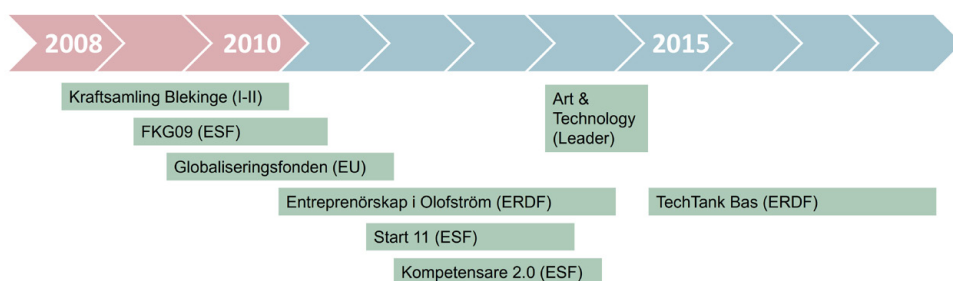 2008 2010 2015
Kraftsamling Blekinge (I-II)
Art &
Technology
(Leader)
FKG09 (ESF)
Globaliseringsfonden (EU)
Entreprenörskap i Olofström (ERDF)
TechTank Bas (ERDF)
Start 11 (ESF)
Kompetensare 2.0 (ESF)